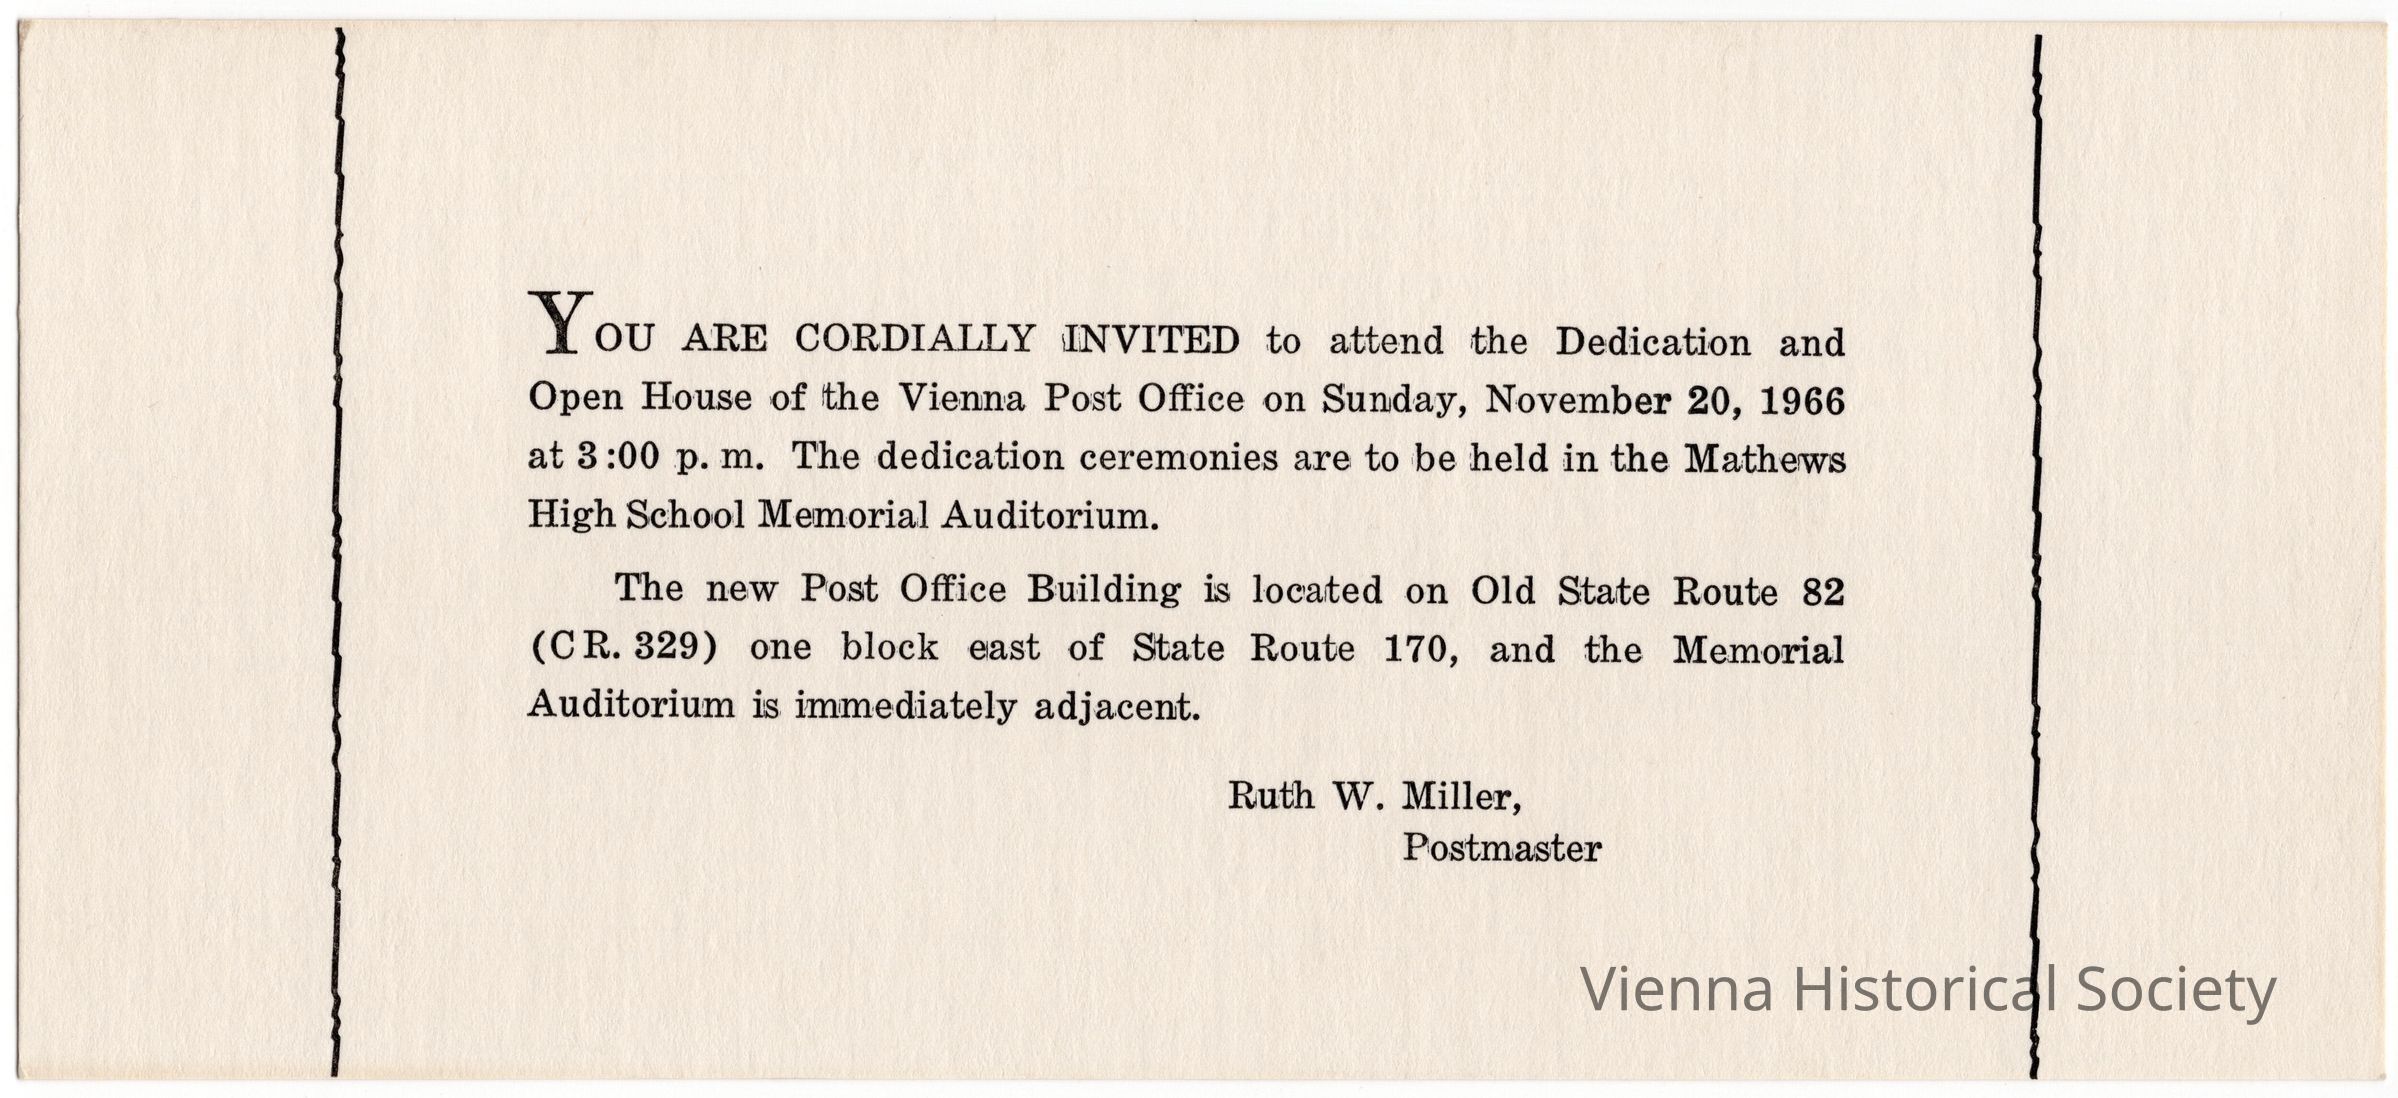 YOU ARE CORDIALLY INVITED to attend the Dedication and
Open House of the Vienna Post Office on Sunday, November 20, 1966
at 3:00 p. m. The dedication ceremonies are to be held in the Mathews
High School Memorial Auditorium.
The new Post Office Building is located on Old State Route 82
(CR. 329) one block east of State Route 170, and the Memorial
Auditorium is immediately adjacent.
Ruth W. Miller,
Postmaster
Vienna Historical Society